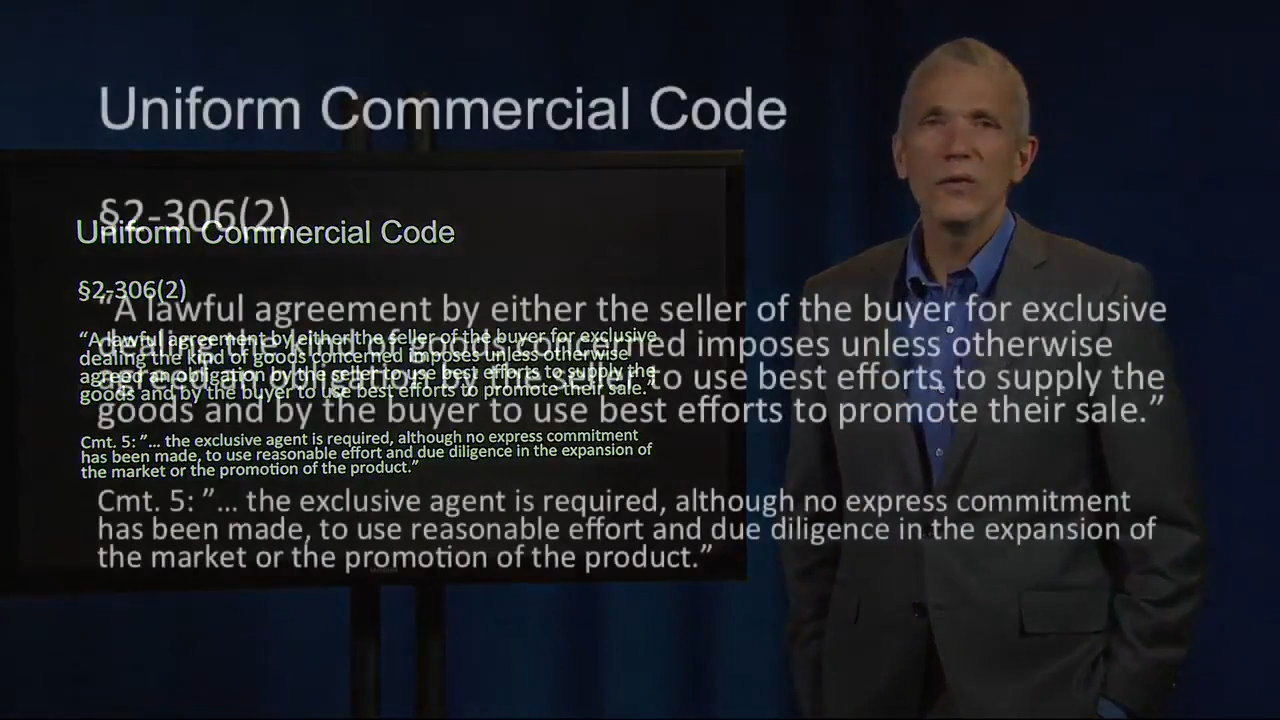 Uniform Commercial Code
§2-306(2)
“A lawful agreement by either the seller of the buyer for exclusive
dealing the kind of goods concerned imposes unless otherwise
agreed an obligation by the seller to use best efforts to supply the
goods and by the buyer to use best efforts to promote their sale.”
Cmt. 5: ”... the exclusive agent is required, although no express commitment
has been made, to use reasonable effort and due diligence in the expansion of
the market or the promotion of the product.”
Uniform Commercial Code
§2-306(2)
“A lawful agreement by either the seller of the buyer for exclusive
dealing the kind of goods concerned imposes unless otherwise
agreed an obligation by the seller to use best efforts to supply the
goods and by the buyer to use best efforts to promote their sale.”
Cmt. 5: ”... the exclusive agent is required, although no express commitment
has been made, to use reasonable effort and due diligence in the expansion of
the market or the promotion of the product.”